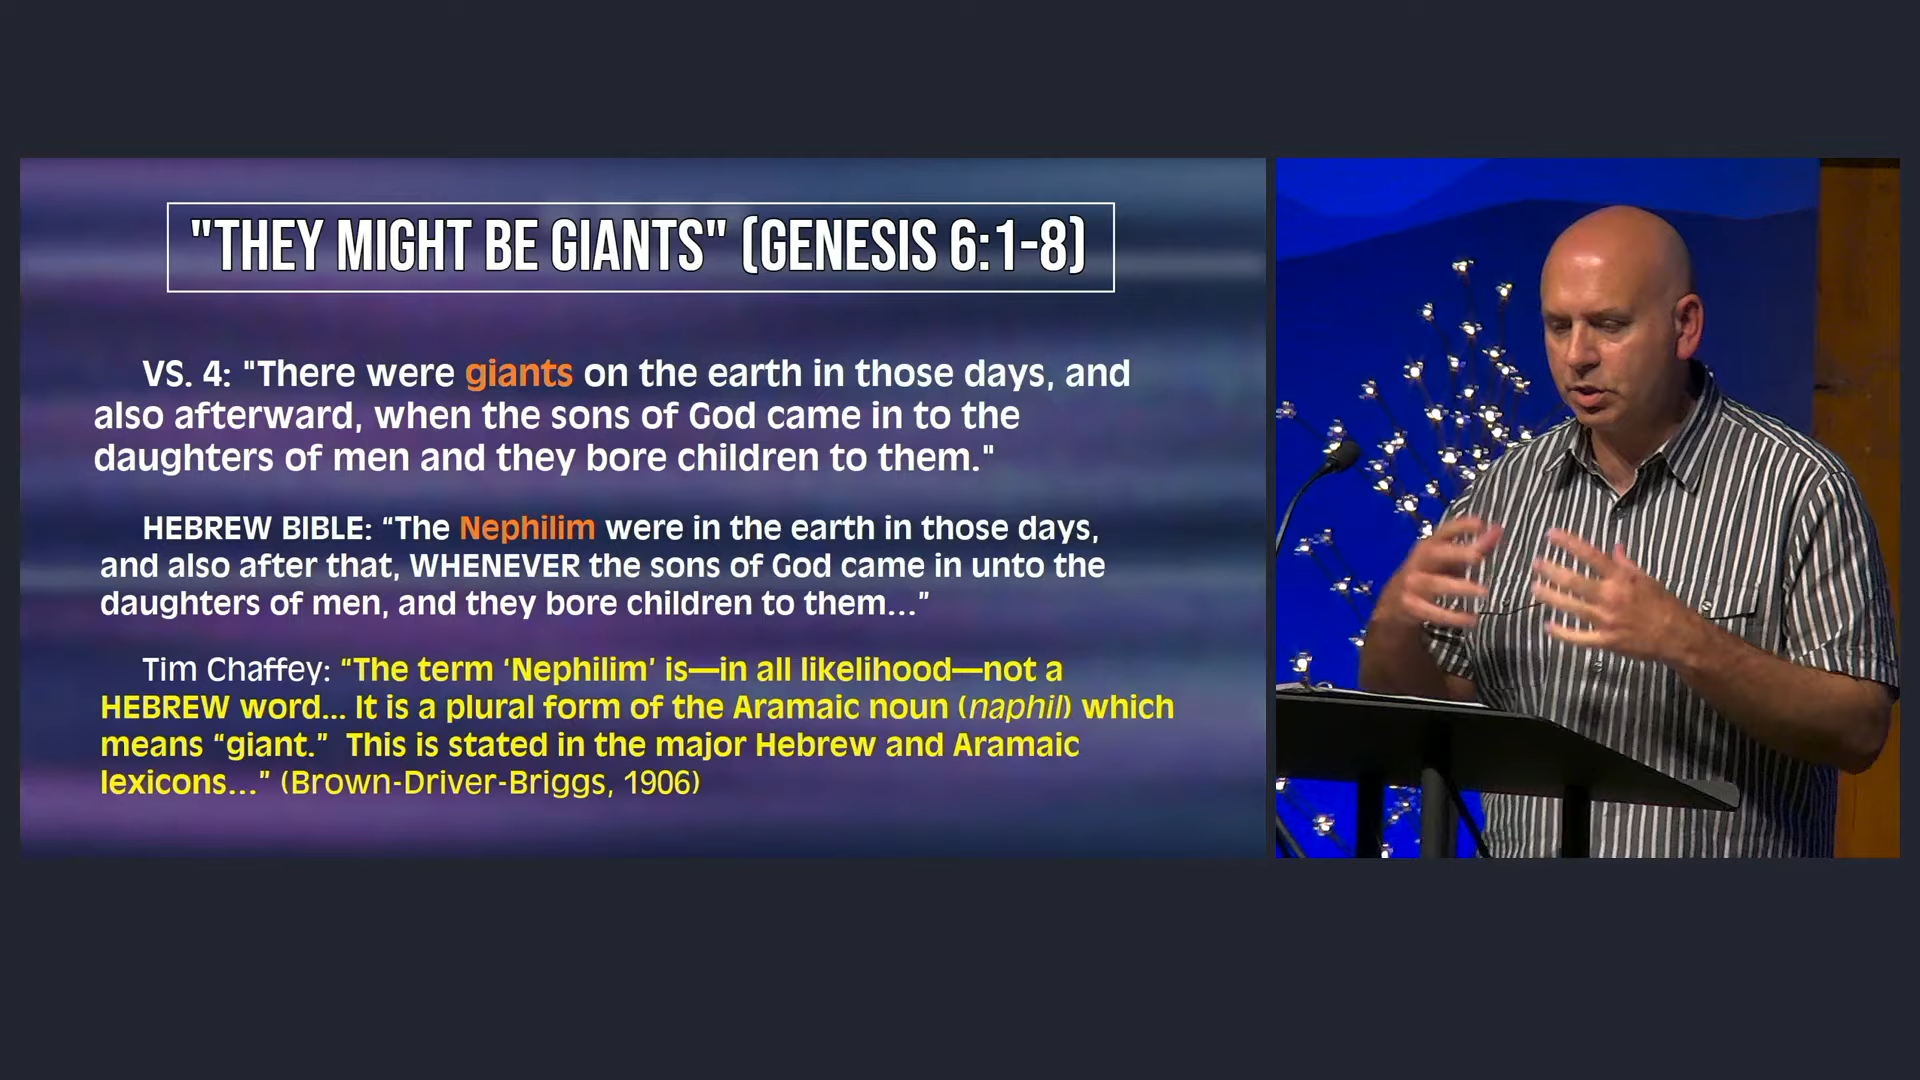 "THEY MIGHT BE GIANTS" (GENESIS 6:1-8)
VS. 4: "There were giants on the earth in those days, and
also afterward, when the sons of God came in to the
daughters of men and they bore children to them."
HEBREW BIBLE: “The Nephilim were in the earth in those days,
and also after that, WHENEVER the sons of God came in unto the
daughters of men, and they bore children to them...”
Tim Chaffey: “The term ‘Nephilim’ is—in all likelihood—not a
HEBREW word... It is a plural form of the Aramaic noun (naphil) which
means “giant.”  This is stated in the major Hebrew and Aramaic
lexicons...” (Brown-Driver-Briggs, 1906)